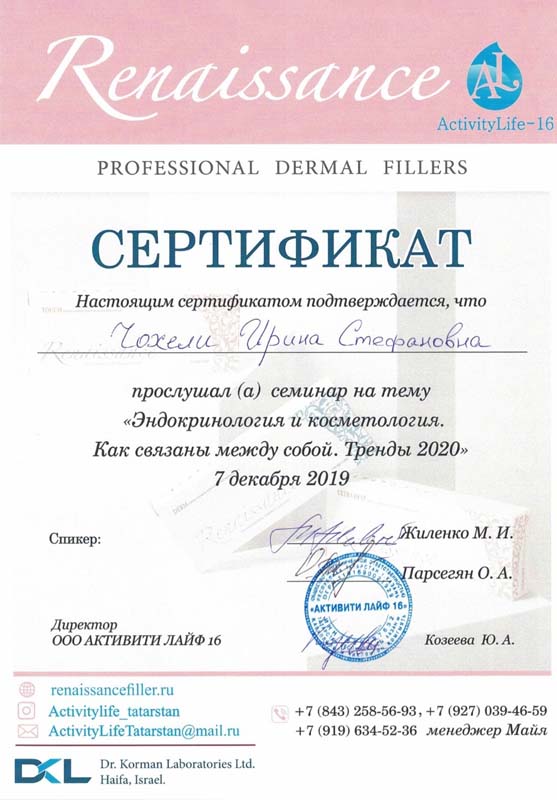 Renaissance
AL
ActivityLife-16
PROFESSIONAL DERMAL FILLERS
СЕРТИФИКАТ
Настоящим сертификатом подтверждается, что
Чохели Ирина Стефановна
прослушал (а) семинар на тему
«Эндокринология и косметология.
Как связаны между собой. Тренды 2020»
7 декабря 2019
Спикер:
Жиленко М. И.
Парсегян О. А.
«АКТИВИТИ ЛАЙФ 16»
Директор
ООО АКТИВИТИ ЛАЙФ 16
Козеева Ю. А.
renaissancefiller.ru
Activitylife_tatarstan
ActivityLifeTatarstan@mail.ru
+7 (843) 258-56-93, +7 (927) 039-46-59
+7 (919) 634-52-36 менеджер Майя
DKL
Dr. Korman Laboratories Ltd.
Haifa, Israel.